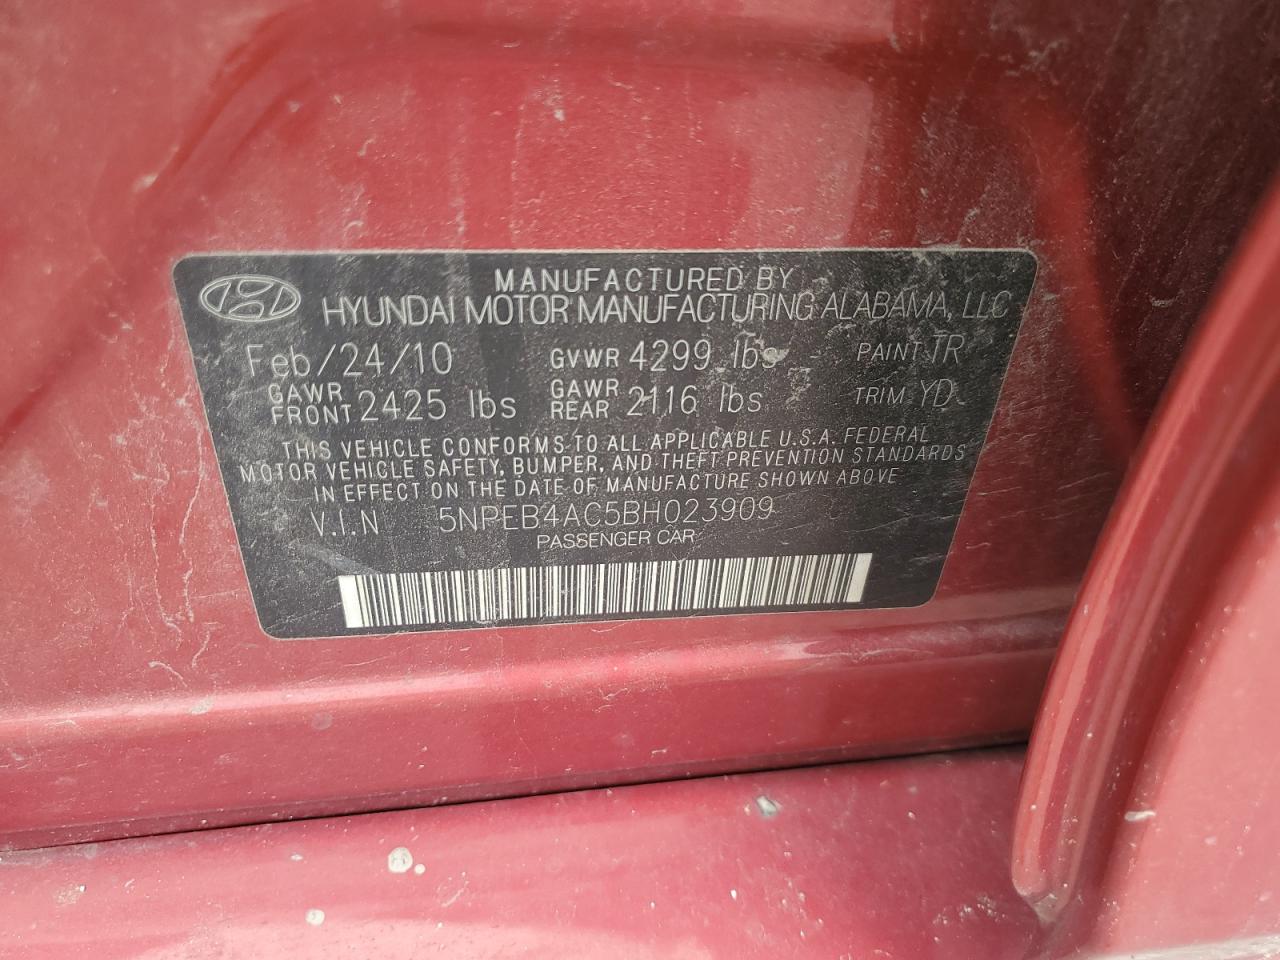 MANUFACTURED BY
HYUNDAI MOTOR MANUFACTURING ALABAMA, LLC
Feb/24/10 GVWR 4299 lbs PAINT TR
GAWR FRONT 2425 lbs GAWR REAR 2116 lbs TRIM YD
THIS VEHICLE CONFORMS TO ALL APPLICABLE U.S.A. FEDERAL
MOTOR VEHICLE SAFETY, BUMPER, AND THEFT PREVENTION STANDARDS
IN EFFECT ON THE DATE OF MANUFACTURE SHOWN ABOVE
V.I.N 5NPEB4AC5BH023909
PASSENGER CAR